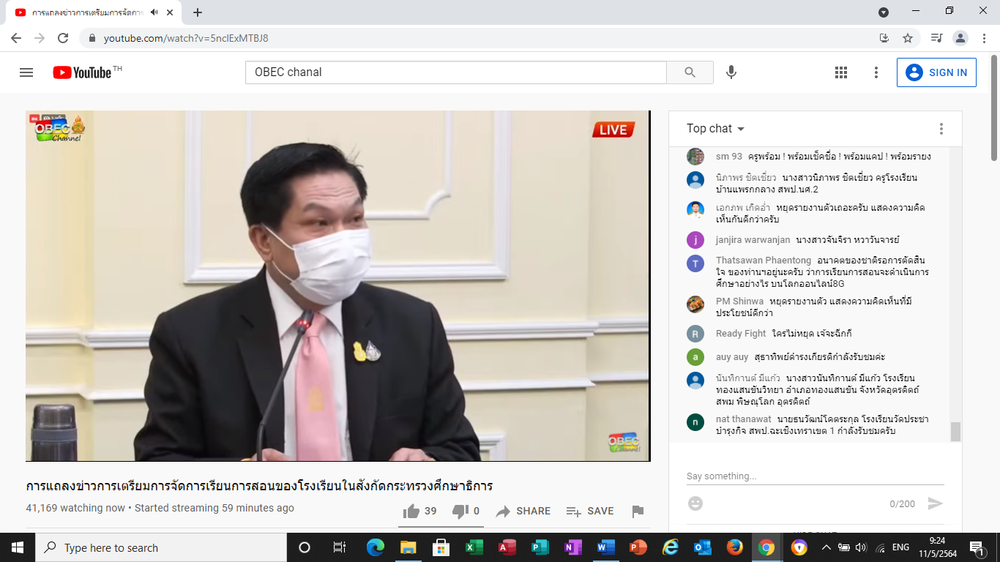 การแถลงข่าวการเตรียมการจัดการ
youtube.com/watch?v=5nclExMTBJ8
YouTube TH
OBEC chanal
SIGN IN
OBEC
Channel
LIVE
OBEC
Channel
การแถลงข่าวการเตรียมการจัดการเรียนการสอนของโรงเรียนในสังกัดกระทรวงศึกษาธิการ
41,169 watching now • Started streaming 59 minutes ago
39
0
SHARE
SAVE
Top chat
sm 93 ครูพร้อม ! พร้อมเช็คชื่อ ! พร้อมแคป ! พร้อมรายง
นิภาพร ชิตเชี่ยว นางสาวนิภาพร ชิตเชี่ยว ครูโรงเรียน
บ้านแพรกกลาง สพป.นศ.2
เอกภพ เกิดอ่ำ หยุดรายงานตัวเถอะครับ แสดงความคิด
เห็นกันดีกว่าครับ
j
janjira warwanjan นางสาวจันจิรา หวาวันจารย์
T
Thatsawan Phaentong อนาคตของชาติรอการตัดสิน
ใจ ของท่านฯอยู่นะครับ ว่าการเรียนการสอนจะดำเนินการ
ศึกษาอย่างไร บนโลกออนไลน์8G
PM Shinwa หยุดรายงานตัว แสดงความคิดเห็นที่มี
ประโยชน์ดีกว่า
R
Ready Fight ใครไม่หยุด เจ๊จะฉีกกี
a
auy auy สุธาทิพย์ดำรงเกียรติกำลังรับชมค่ะ
นันทิกานต์ มีแก้ว นางสาวนันทิกานต์ มีแก้ว โรงเรียน
ทองแสนขันวิทยา อำเภอทองแสนขัน จังหวัดอุตรดิตถ์
สพม พิษณุโลก อุตรดิตถ์
n
nat thanawat นายธนวัฒน์โคตระกุล โรงเรียนวัดประชา
บำรุงกิจ สพป.ฉะเชิงเทราเขต 1 กำลังรับชมครับ
Say something...
0/200
Type here to search
ENG
9:24
11/5/2564
1